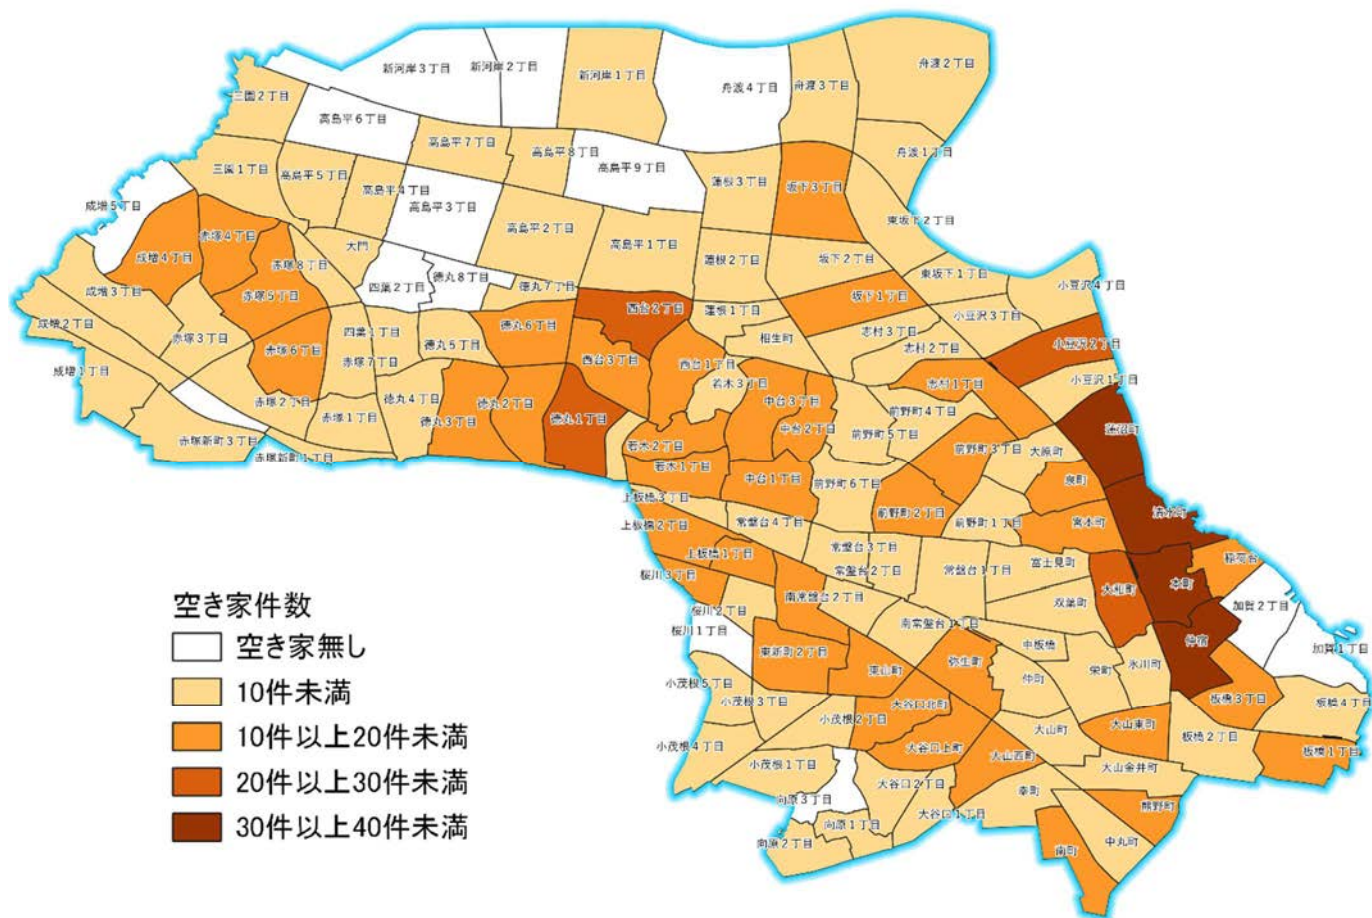 舟渡2丁目
新河岸3丁目
新河岸2丁目
新河岸1丁目
舟渡4丁目
舟渡3丁目
三園2丁目
高島平6丁目
高島平7丁目
高島平8丁目
高島平9丁目
舟渡1丁目
三園1丁目
高島平5丁目
高島平4丁目
高島平3丁目
蓮根3丁目
坂下3丁目
成増5丁目
赤塚4丁目
高島平2丁目
高島平1丁目
東坂下2丁目
成増4丁目
赤塚8丁目
大門
四葉2丁目
徳丸8丁目
徳丸7丁目
蓮根2丁目
坂下2丁目
東坂下1丁目
小豆沢4丁目
成増3丁目
赤塚5丁目
西台2丁目
蓮根1丁目
坂下1丁目
小豆沢3丁目
成増2丁目
赤塚3丁目
四葉1丁目
徳丸6丁目
徳丸5丁目
相生町
志村3丁目
志村2丁目
小豆沢2丁目
成増1丁目
赤塚6丁目
赤塚7丁目
西台3丁目
西台1丁目
若木3丁目
志村1丁目
小豆沢1丁目
赤塚2丁目
赤塚1丁目
徳丸4丁目
徳丸3丁目
徳丸2丁目
徳丸1丁目
中台3丁目
中台2丁目
前野町4丁目
前野町5丁目
蓮沼町
赤塚新町3丁目
赤塚新町1丁目
若木2丁目
若木1丁目
中台1丁目
前野町6丁目
前野町3丁目
大原町
泉町
上板橋3丁目
上板橋2丁目
常盤台4丁目
前野町2丁目
前野町1丁目
宮本町
清水町
上板橋1丁目
常盤台3丁目
常盤台2丁目
常盤台1丁目
富士見町
稲荷台
桜川3丁目
南常盤台2丁目
双葉町
大和町
本町
加賀2丁目
空き家件数
桜川2丁目
桜川1丁目
南常盤台1丁目
中板橋
仲宿
加賀1丁目
空き家無し
東新町2丁目
東山町
弥生町
仲町
栄町
氷川町
10件未満
小茂根5丁目
小茂根3丁目
小茂根2丁目
大谷口北町
板橋3丁目
板橋4丁目
10件以上20件未満
小茂根4丁目
小茂根1丁目
大谷口上町
大山西町
大山町
大山東町
板橋2丁目
板橋1丁目
20件以上30件未満
向原3丁目
大谷口2丁目
幸町
大山金井町
30件以上40件未満
向原2丁目
向原1丁目
大谷口1丁目
熊野町
中丸町
南町